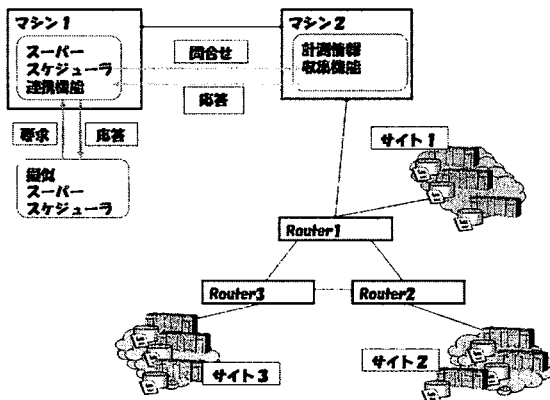 マシン1
スーパー
スケジューラ
連携機能
問合せ
応答
マシン2
計測情報
収集機能
要求
応答
擬似
スーパー
スケジューラ
サイト1
Router1
Router3
Router2
サイト3
サイト2